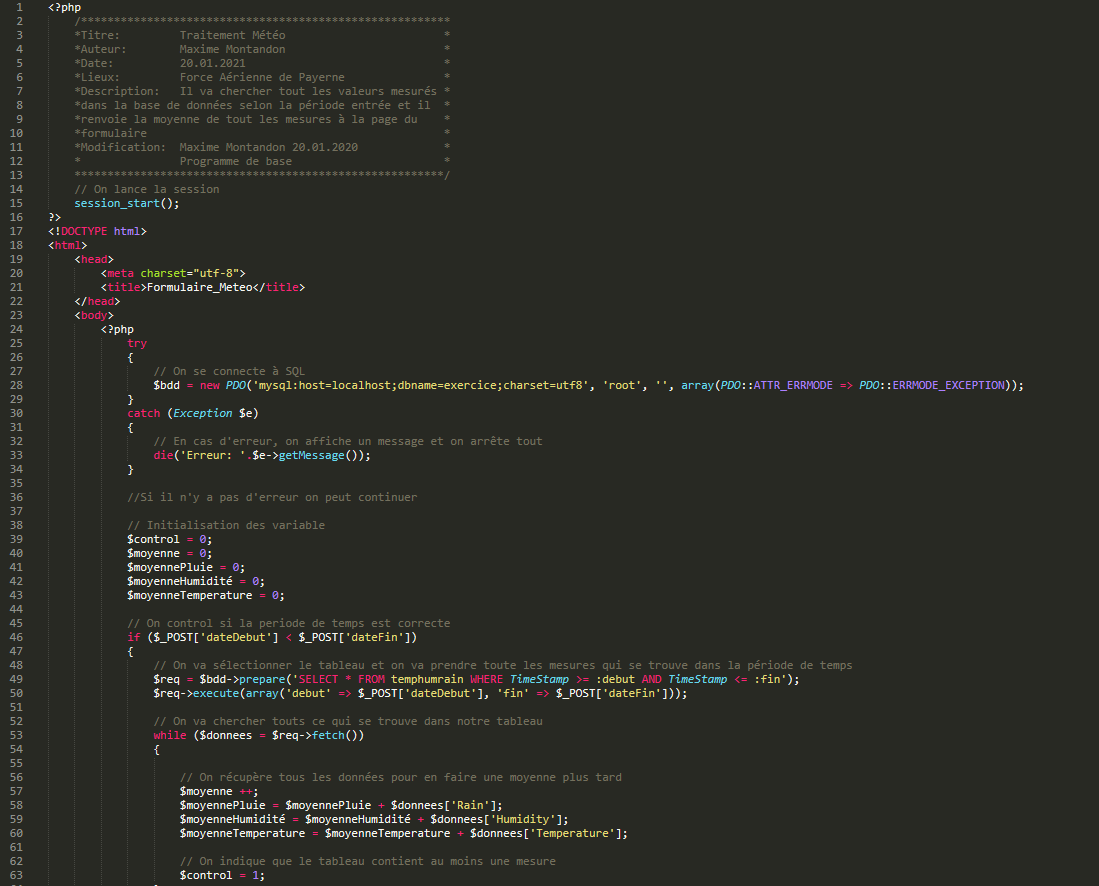 1 <?php
2 /********************************************************
3 *Titre: Traitement Météo *
4 *Auteur: Maxime Montandon *
5 *Date: 20.01.2021 *
6 *Lieux: Force Aérienne de Payerne *
7 *Description: Il va chercher tout les valeurs mesurés *
8 *dans la base de données selon la période entrée et il *
9 *renvoie la moyenne de tout les mesures à la page du *
10 *formulaire *
11 *Modification: Maxime Montandon 20.01.2020 *
12 * Programme de base *
13 ********************************************************/
14 // On lance la session
15 session_start();
16 ?>
17 <!DOCTYPE html>
18 <html>
19 <head>
20 <meta charset="utf-8">
21 <title>Formulaire_Meteo</title>
22 </head>
23 <body>
24 <?php
25 try
26 {
27 // On se connecte à SQL
28 $bdd = new PDO('mysql:host=localhost;dbname=exercice;charset=utf8', 'root', '', array(PDO::ATTR_ERRMODE => PDO::ERRMODE_EXCEPTION));
29 }
30 catch (Exception $e)
31 {
32 // En cas d'erreur, on affiche un message et on arrête tout
33 die('Erreur: '.$e->getMessage());
34 }
35
36 //Si il n'y a pas d'erreur on peut continuer
37
38 // Initialisation des variable
39 $control = 0;
40 $moyenne = 0;
41 $moyennePluie = 0;
42 $moyenneHumidité = 0;
43 $moyenneTemperature = 0;
44
45 // On control si la periode de temps est correcte
46 if ($_POST['dateDebut'] < $_POST['dateFin'])
47 {
48 // On va sélectionner le tableau et on va prendre toute les mesures qui se trouve dans la période de temps
49 $req = $bdd->prepare('SELECT * FROM temphumrain WHERE TimeStamp >= :debut AND TimeStamp <= :fin');
50 $req->execute(array('debut' => $_POST['dateDebut'], 'fin' => $_POST['dateFin']));
51
52 // On va chercher touts ce qui se trouve dans notre tableau
53 while ($donnees = $req->fetch())
54 {
55
56 // On récupère tous les données pour en faire une moyenne plus tard
57 $moyenne ++;
58 $moyennePluie = $moyennePluie + $donnees['Rain'];
59 $moyenneHumidité = $moyenneHumidité + $donnees['Humidity'];
60 $moyenneTemperature = $moyenneTemperature + $donnees['Temperature'];
61
62 // On indique que le tableau contient au moins une mesure
63 $control = 1;